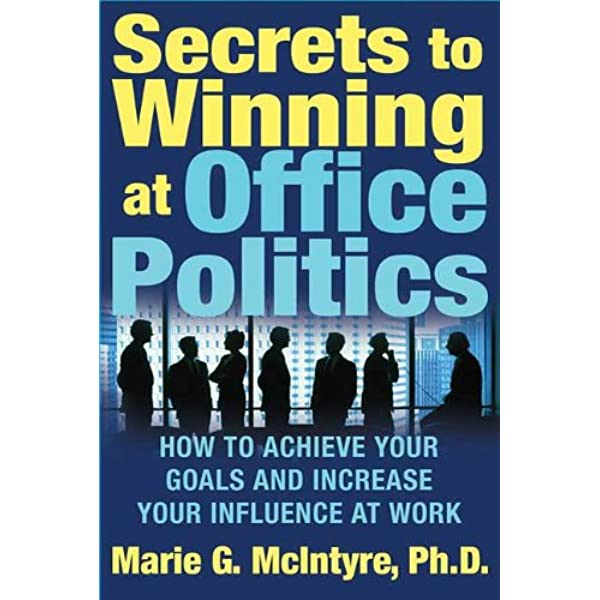 Secrets to
Winning
at Office
Politics
HOW TO ACHIEVE YOUR
GOALS AND INCREASE
YOUR INFLUENCE AT WORK
Marie G. McIntyre, Ph.D.